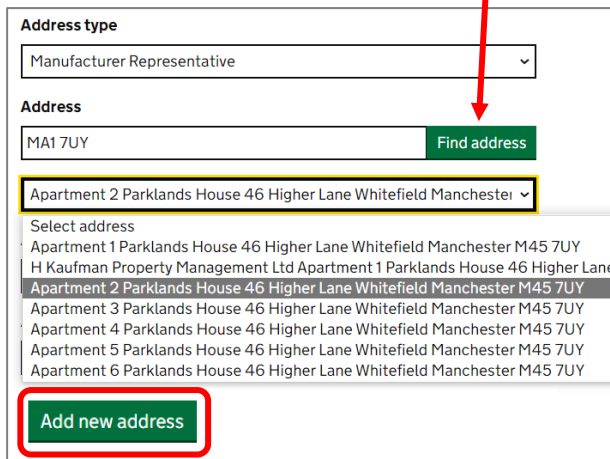 Address type
Manufacturer Representative
Address
MA1 7UY
Find address
Apartment 2 Parklands House 46 Higher Lane Whitefield Manchester
Select address
Apartment 1 Parklands House 46 Higher Lane Whitefield Manchester M45 7UY
H Kaufman Property Management Ltd Apartment 1 Parklands House 46 Higher Lane
Apartment 2 Parklands House 46 Higher Lane Whitefield Manchester M45 7UY
Apartment 3 Parklands House 46 Higher Lane Whitefield Manchester M45 7UY
Apartment 4 Parklands House 46 Higher Lane Whitefield Manchester M45 7UY
Apartment 5 Parklands House 46 Higher Lane Whitefield Manchester M45 7UY
Apartment 6 Parklands House 46 Higher Lane Whitefield Manchester M45 7UY
Add new address